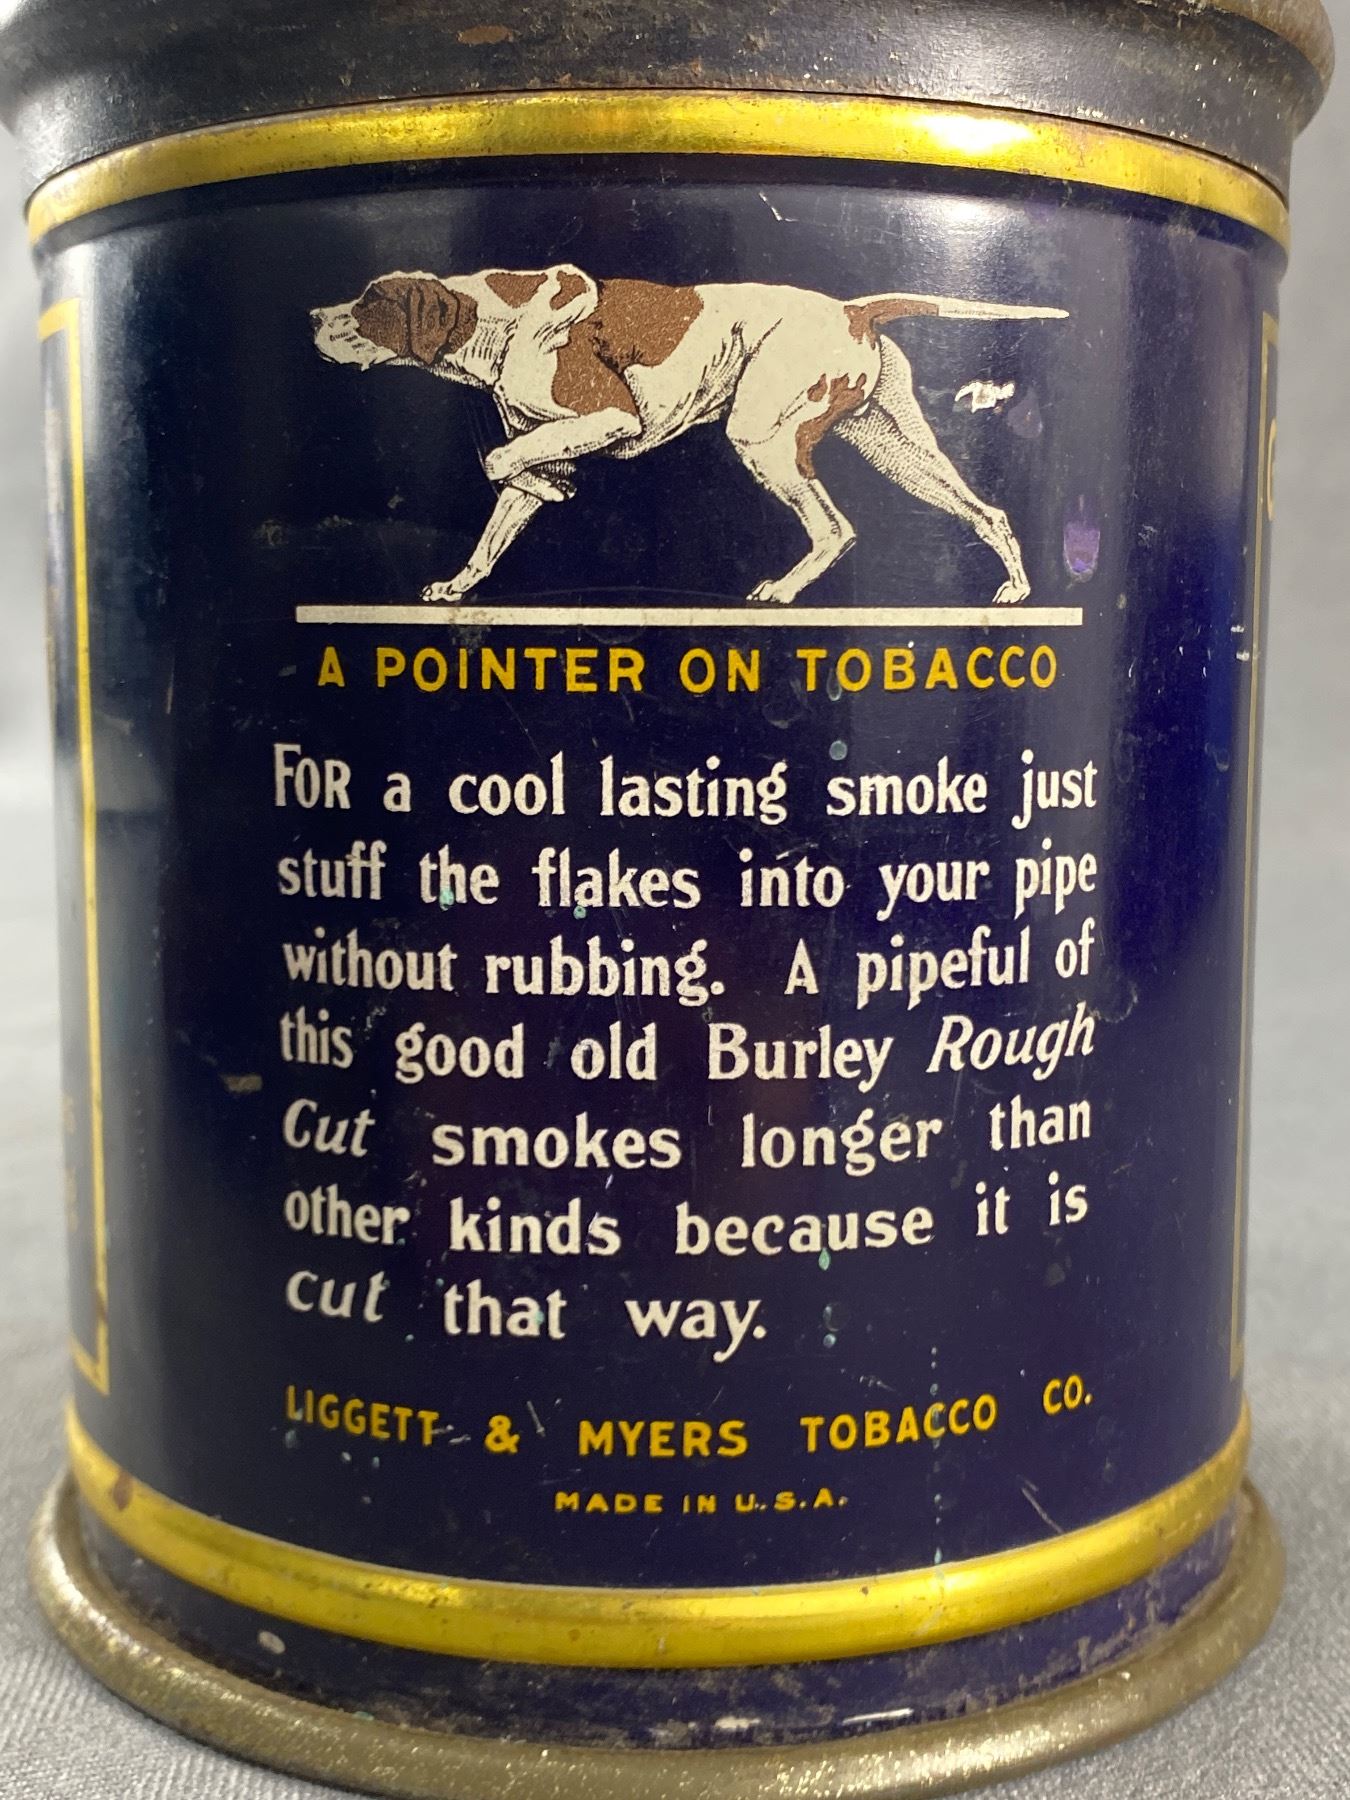 A POINTER ON TOBACCO
FOR a cool lasting smoke just
stuff the flakes into your pipe
without rubbing. A pipeful of
this good old Burley Rough
Cut smokes longer than
other kinds because it is
cut that way.
LIGGETT & MYERS TOBACCO CO.
MADE IN U.S.A.